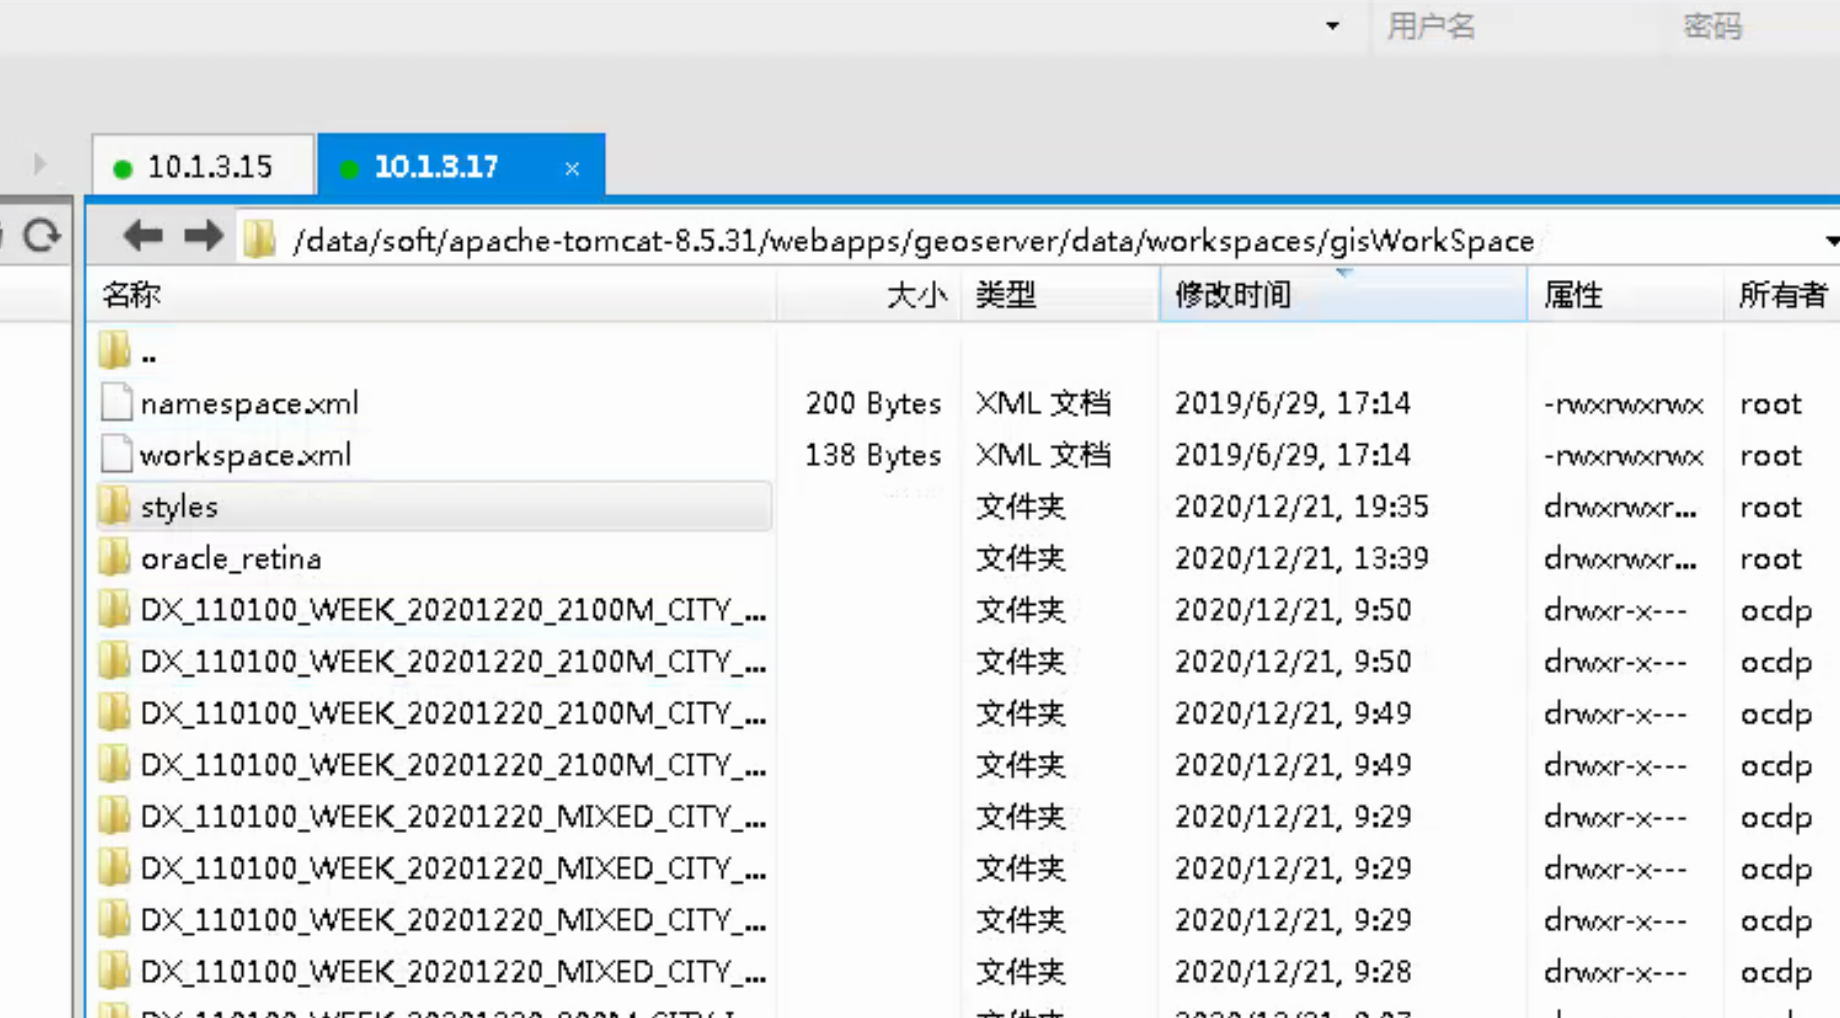 用户名 密码
10.1.3.15 10.1.3.17 ×
/data/soft/apache-tomcat-8.5.31/webapps/geoserver/data/workspaces/gisWorkSpace
名称 大小 类型 修改时间 属性 所有者
..
namespace.xml 200 Bytes XML 文档 2019/6/29, 17:14 -rwxrwxrwx root
workspace.xml 138 Bytes XML 文档 2019/6/29, 17:14 -rwxrwxrwx root
styles 文件夹 2020/12/21, 19:35 drwxrwxr... root
oracle_retina 文件夹 2020/12/21, 13:39 drwxrwxr... root
DX_110100_WEEK_20201220_2100M_CITY_... 文件夹 2020/12/21, 9:50 drwxr-x--- ocdp
DX_110100_WEEK_20201220_2100M_CITY_... 文件夹 2020/12/21, 9:50 drwxr-x--- ocdp
DX_110100_WEEK_20201220_2100M_CITY_... 文件夹 2020/12/21, 9:49 drwxr-x--- ocdp
DX_110100_WEEK_20201220_2100M_CITY_... 文件夹 2020/12/21, 9:49 drwxr-x--- ocdp
DX_110100_WEEK_20201220_MIXED_CITY_... 文件夹 2020/12/21, 9:29 drwxr-x--- ocdp
DX_110100_WEEK_20201220_MIXED_CITY_... 文件夹 2020/12/21, 9:29 drwxr-x--- ocdp
DX_110100_WEEK_20201220_MIXED_CITY_... 文件夹 2020/12/21, 9:29 drwxr-x--- ocdp
DX_110100_WEEK_20201220_MIXED_CITY_... 文件夹 2020/12/21, 9:28 drwxr-x--- ocdp